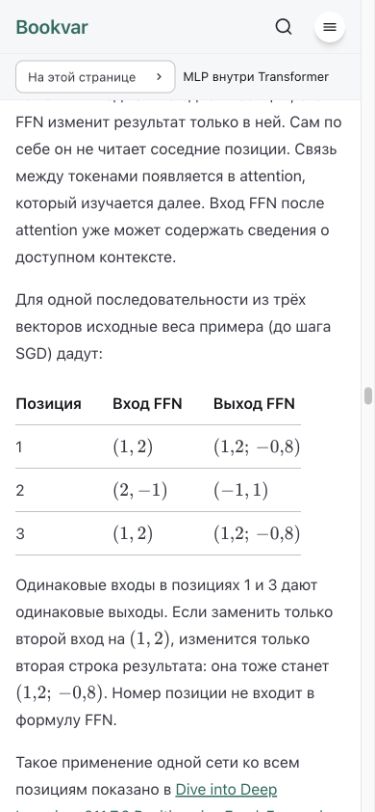 Bookvar
На этой странице
MLP внутри Transformer
FFN изменит результат только в ней. Сам по
себе он не читает соседние позиции. Связь
между токенами появляется в attention,
который изучается далее. Вход FFN после
attention уже может содержать сведения о
доступном контексте.
Для одной последовательности из трёх
векторов исходные веса примера (до шага
SGD) дадут:
Позиция Вход FFN Выход FFN
1 (1, 2) (1,2; −0,8)
2 (2, −1) (−1, 1)
3 (1, 2) (1,2; −0,8)
Одинаковые входы в позициях 1 и 3 дают
одинаковые выходы. Если заменить только
второй вход на (1, 2), изменится только
вторая строка результата: она тоже станет
(1,2; −0,8). Номер позиции не входит в
формулу FFN.
Такое применение одной сети ко всем
позициям показано в Dive into Deep